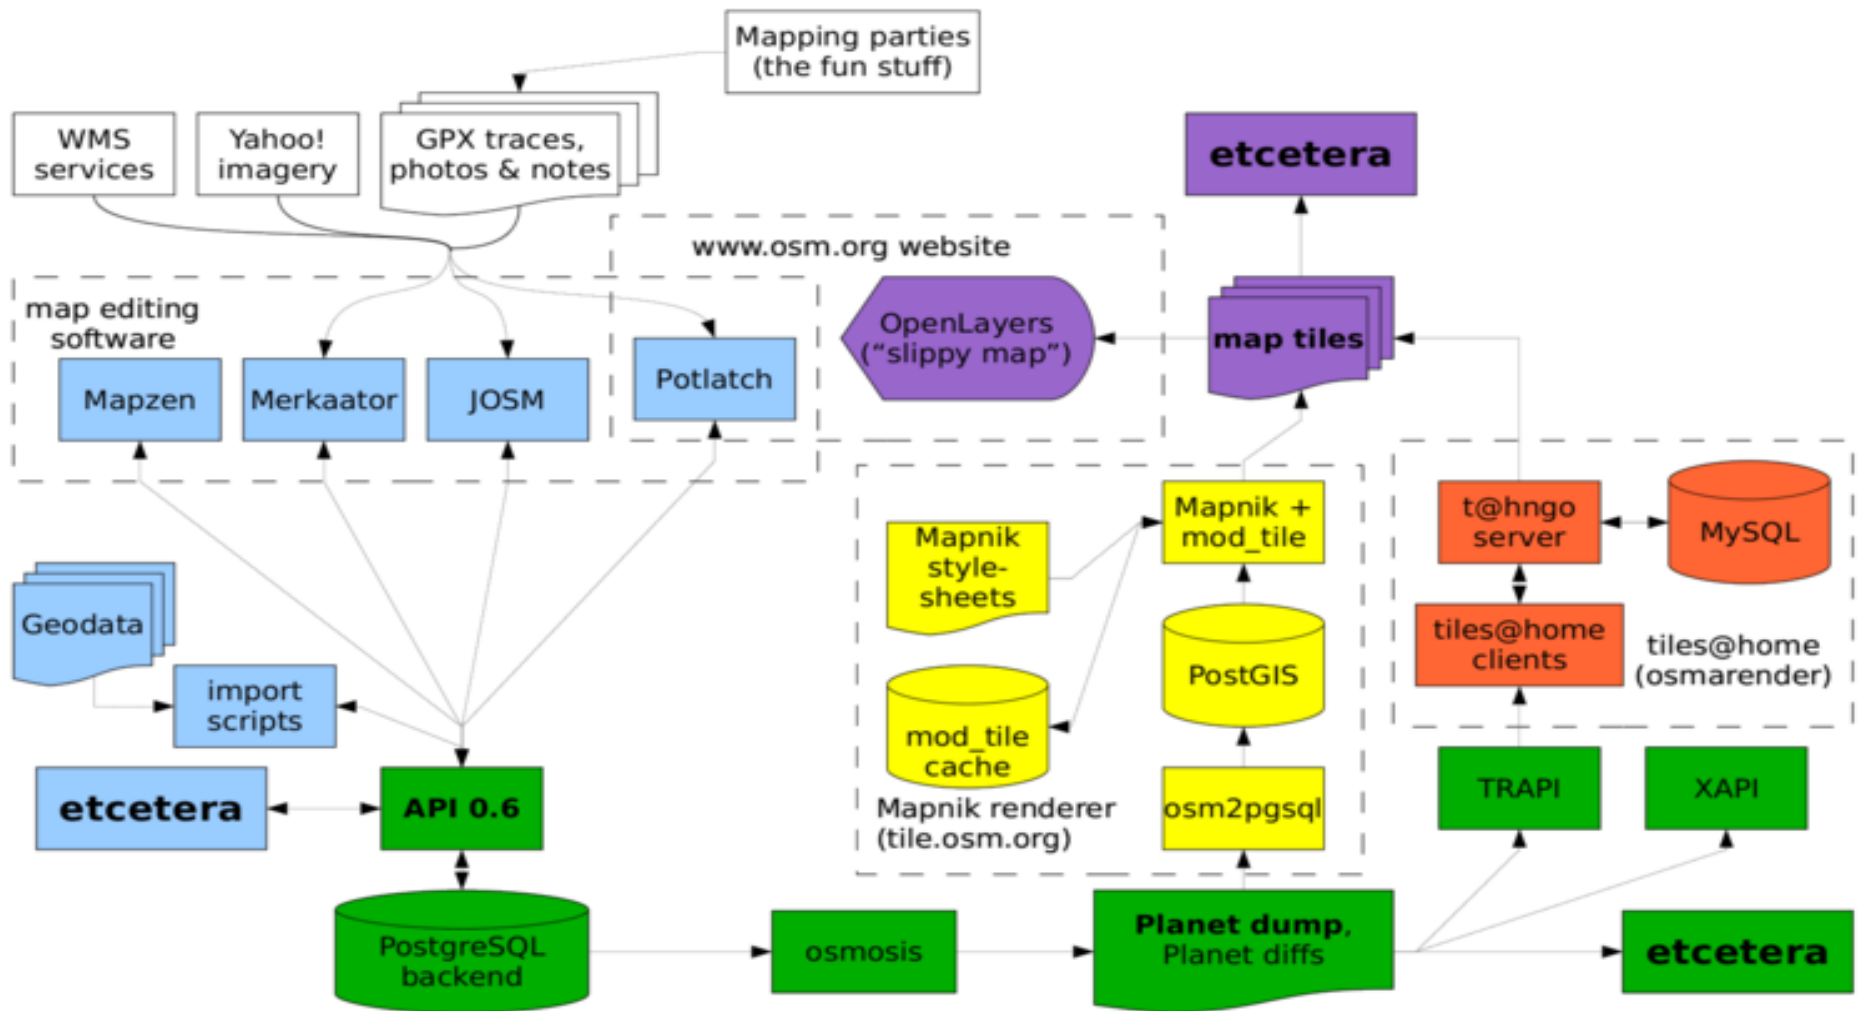 Mapping parties
(the fun stuff)
WMS
services
Yahoo!
imagery
GPX traces,
photos & notes
etcetera
www.osm.org website
map editing
software
OpenLayers
(“slippy map”)
map tiles
Mapzen
Merkaator
JOSM
Potlatch
Mapnik
style-
sheets
Mapnik +
mod_tile
t@hngo
server
MySQL
Geodata
import
scripts
PostGIS
tiles@home
clients
tiles@home
(osmarender)
mod_tile
cache
Mapnik renderer
(tile.osm.org)
osm2pgsql
TRAPI
XAPI
etcetera
API 0.6
PostgreSQL
backend
osmosis
Planet dump,
Planet diffs
etcetera